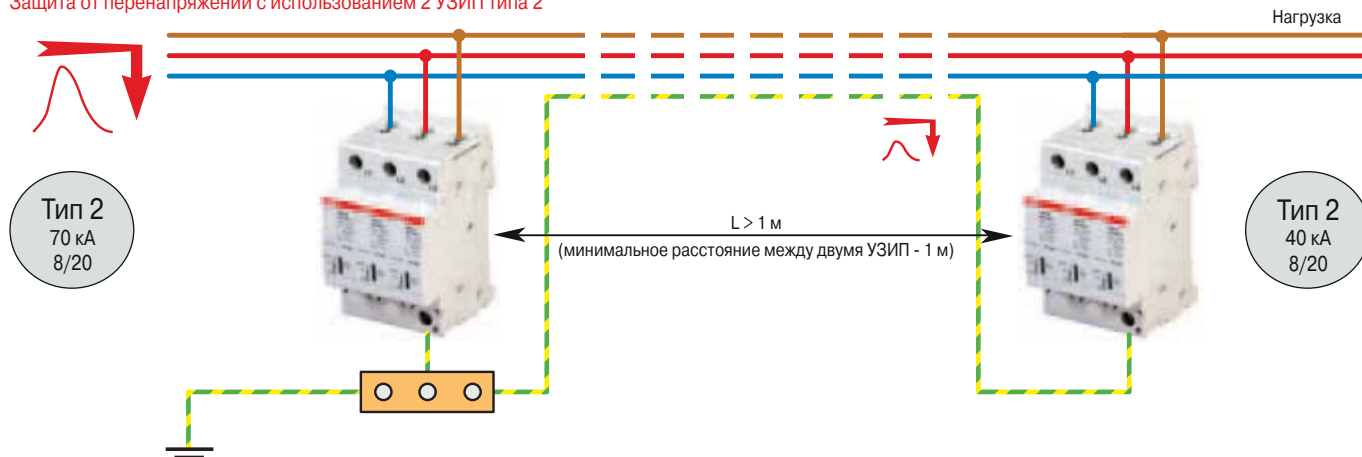 Защита от перенапряжений с использованием 2 УЗИП типа 2
Нагрузка
Тип 2
70 кА
8/20
L > 1 м
(минимальное расстояние между двумя УЗИП - 1 м)
Тип 2
40 кА
8/20